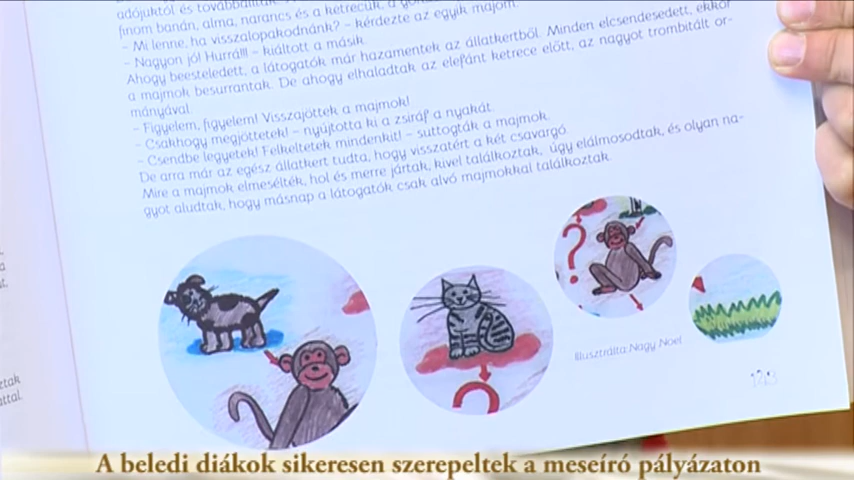 adójuktól és
finom banán, alma, narancs és a ketrecük, a
– Mi lenne, ha visszalopakodnánk? – kérdezte az egyik majom.
– Nagyon jó! Hurrá!!! – kiáltott a másik.
Ahogy beesteledett, a látogatók már hazamentek az állatkertből. Minden elcsendesedett, ekkor
a majmok besurrantak. De ahogy elhaladtak az elefánt ketrece előtt, az nagyot trombitált or-
mányával.
– Figyelem, figyelem! Visszajöttek a majmok!
– Csakhogy megjöttetek! – nyújtotta ki a zsiráf a nyakát.
– Csendbe legyetek! Felkeltetek mindenkit! – suttogták a majmok.
De arra már az egész állatkert tudta, hogy visszatért a két csavargó.
Mire a majmok elmesélték, hol és merre jártak, kivel találkoztak, úgy elálmosodtak, és olyan na-
gyot aludtak, hogy másnap a látogatók csak alvó majmokkal találkoztak.
?
Illusztrálta: Nagy Noel
143
A beledi diákok sikeresen szerepeltek a meseíró pályázaton